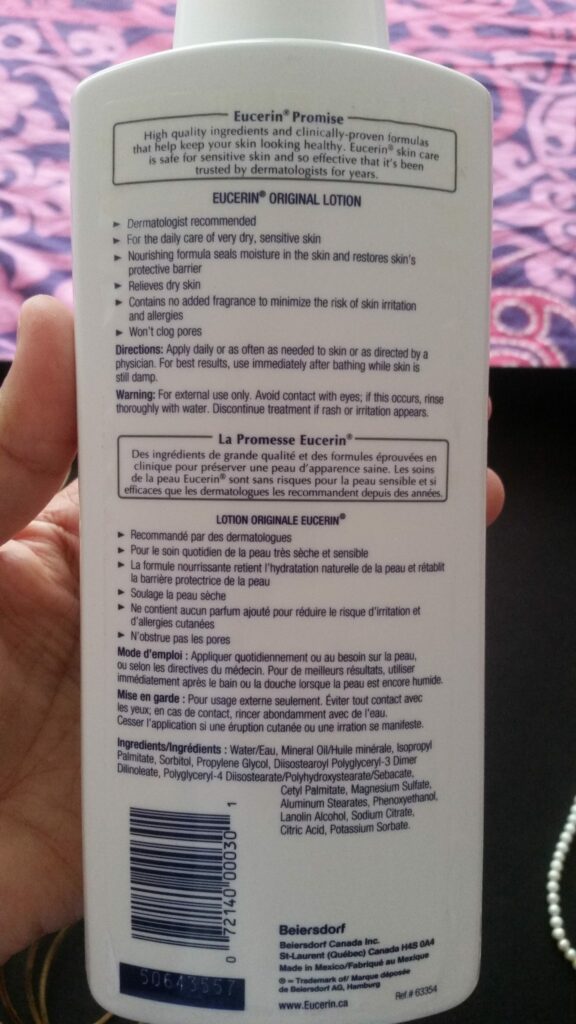 Eucerin® Promise
High quality ingredients and clinically-proven formulas
that help keep your skin looking healthy. Eucerin® skin care
is safe for sensitive skin and so effective that it's been
trusted by dermatologists for years.
EUCERIN® ORIGINAL LOTION
► Dermatologist recommended
► For the daily care of very dry, sensitive skin
► Nourishing formula seals moisture in the skin and restores skin's
protective barrier
► Relieves dry skin
► Contains no added fragrance to minimize the risk of skin irritation
and allergies
► Won't clog pores
Directions: Apply daily or as often as needed to skin or as directed by a
physician. For best results, use immediately after bathing while skin is
still damp.
Warning: For external use only. Avoid contact with eyes; if this occurs, rinse
thoroughly with water. Discontinue treatment if rash or irritation appears.
La Promesse Eucerin®
Des ingrédients de grande qualité et des formules éprouvées en
clinique pour préserver une peau d'apparence saine. Les soins
de la peau Eucerin® sont sans risques pour la peau sensible et si
efficaces que les dermatologues les recommandent depuis des années.
LOTION ORIGINALE EUCERIN®
► Recommandé par des dermatologues
► Pour le soin quotidien de la peau très sèche et sensible
► La formule nourrissante retient l'hydratation naturelle de la peau et rétablit
la barrière protectrice de la peau
► Soulage la peau sèche
► Ne contient aucun parfum ajouté pour réduire le risque d'irritation et
d'allergies cutanées
► N'obstrue pas les pores
Mode d'emploi : Appliquer quotidiennement ou au besoin sur la peau,
ou selon les directives du médecin. Pour de meilleurs résultats, utiliser
immédiatement après le bain ou la douche lorsque la peau est encore humide.
Mise en garde : Pour usage externe seulement. Éviter tout contact avec
les yeux; en cas de contact, rincer abondamment avec de l'eau.
Cesser l'application si une éruption cutanée ou une irritation se manifeste.
Ingredients/Ingrédients : Water/Eau, Mineral Oil/Huile minérale, Isopropyl
Palmitate, Sorbitol, Propylene Glycol, Diisostearoyl Polyglyceryl-3 Dimer
Dilinoleate, Polyglyceryl-4 Diisostearate/Polyhydroxystearate/Sebacate,
Cetyl Palmitate, Magnesium Sulfate,
Aluminum Stearates, Phenoxyethanol,
Lanolin Alcohol, Sodium Citrate,
Citric Acid, Potassium Sorbate.
0 72140 00030 1
50643557
Beiersdorf
Beiersdorf Canada Inc.
St-Laurent (Québec) Canada H4S 0A4
Made in Mexico/Fabriqué au Mexique
® = Trademark of/ Marque déposée
de Beiersdorf AG, Hamburg
www.Eucerin.ca
Ref.# 63354